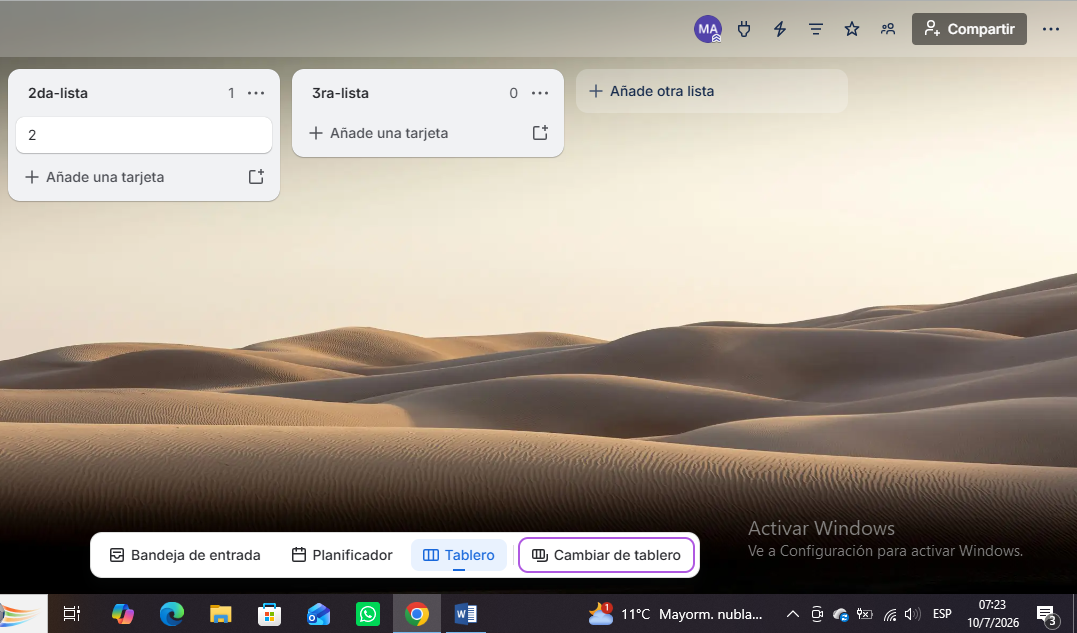 MA
Compartir
2da-lista
1
3ra-lista
0
Añade otra lista
2
Añade una tarjeta
Añade una tarjeta
Activar Windows
Ve a Configuración para activar Windows.
Bandeja de entrada
Planificador
Tablero
Cambiar de tablero
1
11°C Mayorm. nubla...
ESP
07:23
10/7/2026
3